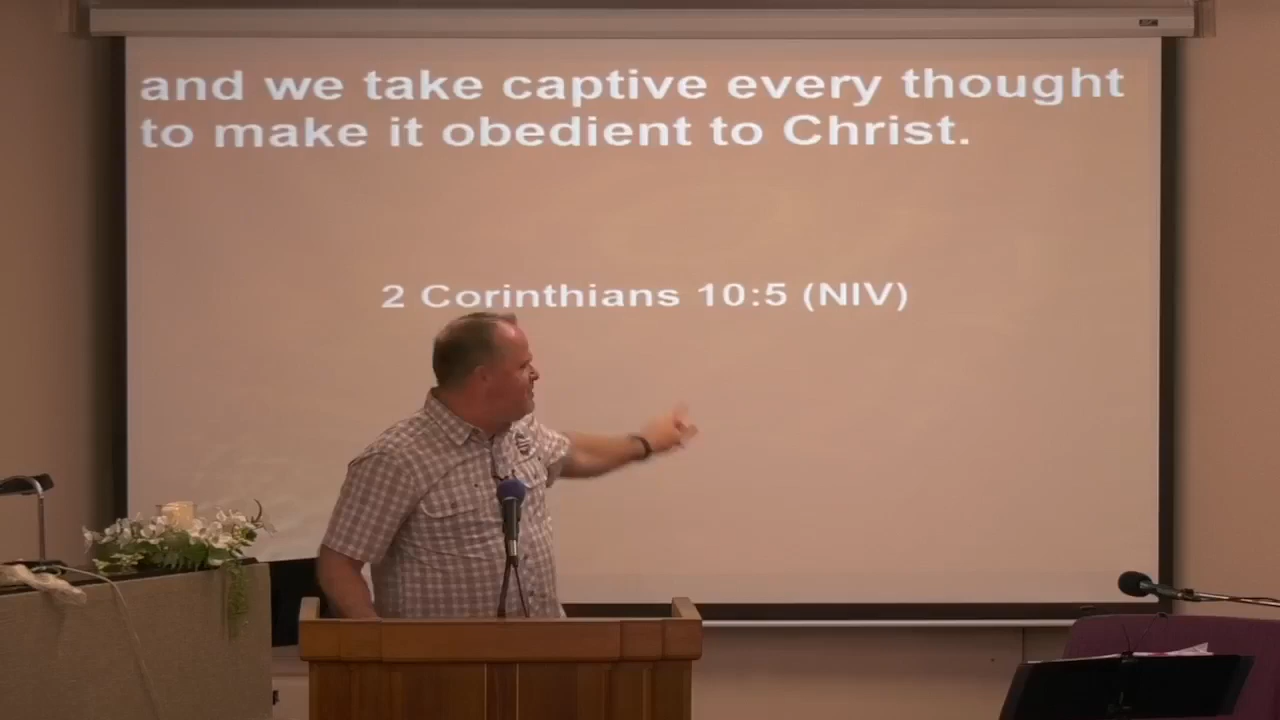 and we take captive every thought
to make it obedient to Christ.
2 Corinthians 10:5 (NIV)